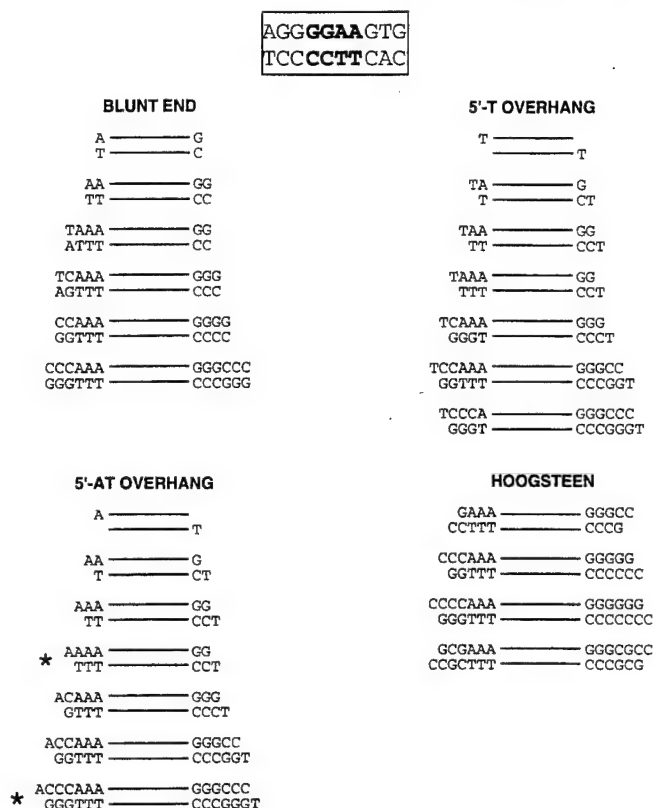 AGGGGAAGTG
TCCCCTTCAC
BLUNT END
A G
T C
AA GG
TT CC
TAAA GG
ATTT CC
TCAAA GGG
AGTTT CCC
CCAAA GGGG
GGTTT CCCC
CCCAAA GGGCCC
GGGTTT CCCGGG
5'-T OVERHANG
T
T
TA G
T CT
TAA GG
TT CCT
TAAA GG
TTT CCT
TCAAA GGG
GGGT CCCT
TCCAAA GGGCC
GGTTT CCCGGT
TCCCA GGGCCC
GGGT CCCGGGT
5'-AT OVERHANG
A
T
AA G
T CT
AAA GG
TT CCT
* AAAA GG
TTT CCT
ACAAA GGG
GTTT CCCT
ACCAAA GGGCC
GGTTT CCCGGT
* ACCCAAA GGGCCC
GGGTTT CCCGGGT
HOOGSTEEN
GAAA GGGCC
CCTTT CCCG
CCCAAA GGGGG
GGTTT CCCCCC
CCCCAAA GGGGGG
GGGTTT CCCCCCC
GCGAAA GGGCGCC
CCGCTTT CCCGCG